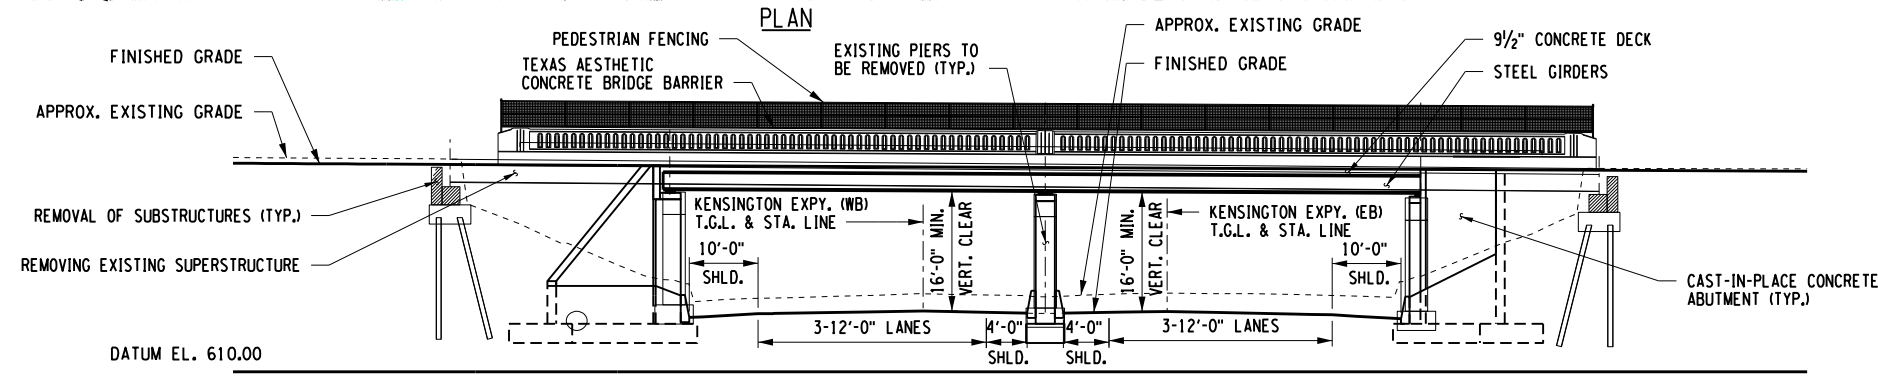 PLAN
FINISHED GRADE
APPROX. EXISTING GRADE
PEDESTRIAN FENCING
TEXAS AESTHETIC
CONCRETE BRIDGE BARRIER
EXISTING PIERS TO
BE REMOVED (TYP.)
APPROX. EXISTING GRADE
FINISHED GRADE
9½" CONCRETE DECK
STEEL GIRDERS
REMOVAL OF SUBSTRUCTURES (TYP.)
REMOVING EXISTING SUPERSTRUCTURE
KENSINGTON EXPY. (WB)
T.G.L. & STA. LINE
10'-0"
SHLD.
16'-0" MIN.
VERT. CLEAR
16'-0" MIN.
VERT. CLEAR
KENSINGTON EXPY. (EB)
T.G.L. & STA. LINE
10'-0"
SHLD.
CAST-IN-PLACE CONCRETE
ABUTMENT (TYP.)
3-12'-0" LANES
4'-0"
SHLD.
4'-0"
SHLD.
3-12'-0" LANES
DATUM EL. 610.00